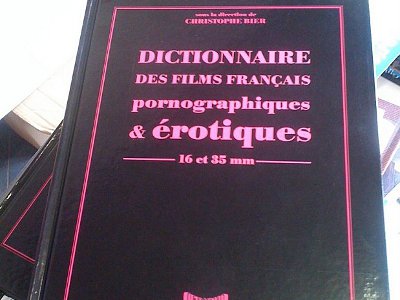 sous la direction de
CHRISTOPHE BIER
DICTIONNAIRE
DES FILMS FRANÇAIS
pornographiques
& érotiques
16 et 35 mm